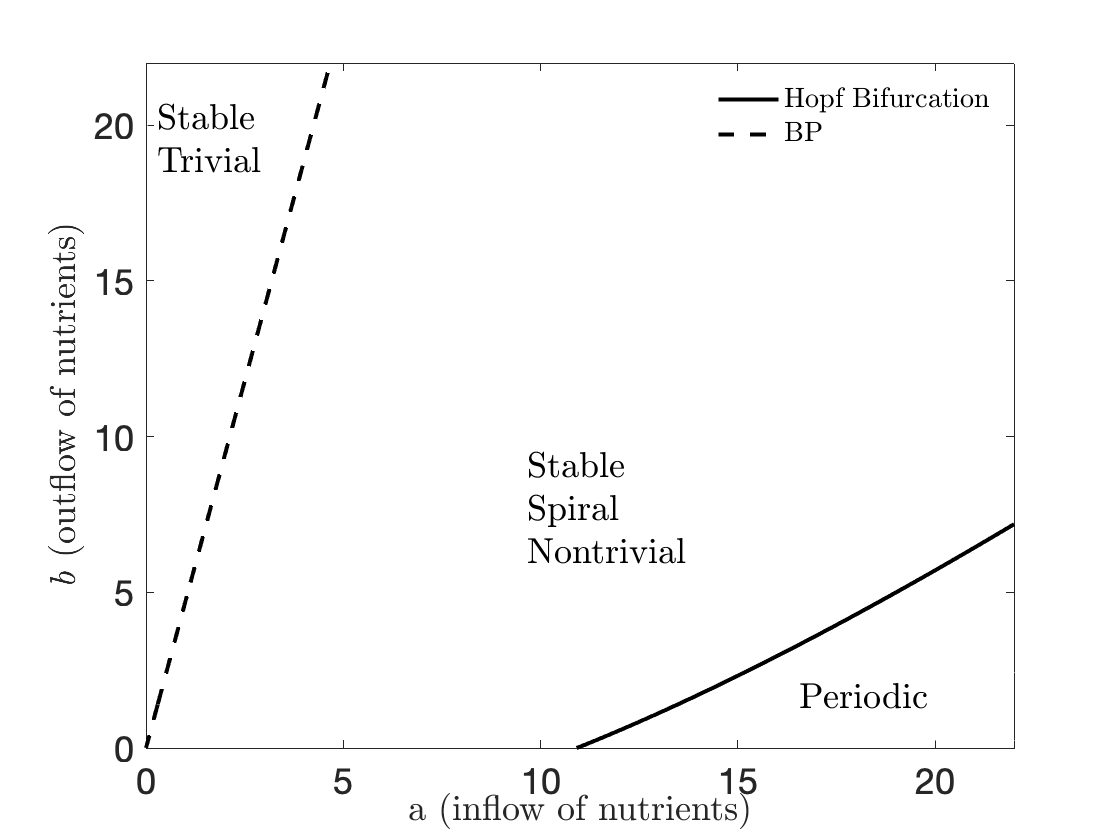 Hopf Bifurcation
BP
Stable
Trivial
Stable
Spiral
Nontrivial
Periodic
20
15
10
5
0
b (outflow of nutrients)
0 5 10 15 20
a (inflow of nutrients)